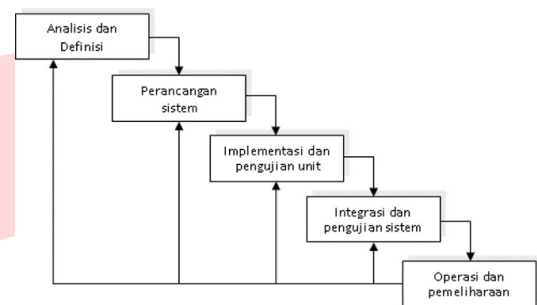 Analisis dan
Definisi
Perancangan
sistem
Implementasi dan
pengujian unit
Integrasi dan
pengujian sistem
Operasi dan
pemeliharaan